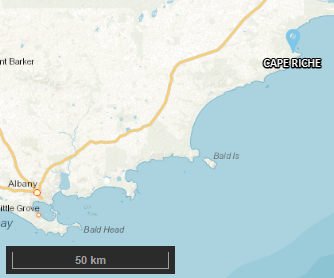 nt Barker
CAPE RICHE
Bald Is
Albany
ittle Grove
ay
Bald Head
50 km